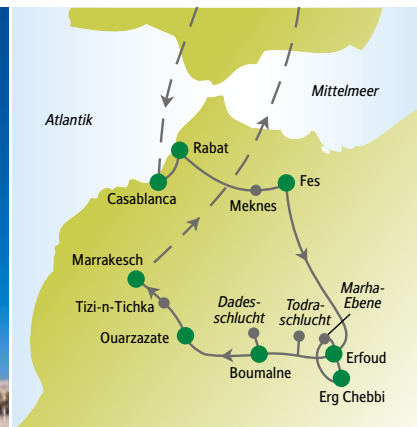 Mittelmeer
Atlantik
Rabat
Fes
Casablanca
Meknes
Marrakesch
Marha-
Ebene
Dades-
schlucht
Todra-
schlucht
Tizi-n-Tichka
Ouarzazate
Erfoud
Boumalne
Erg Chebbi